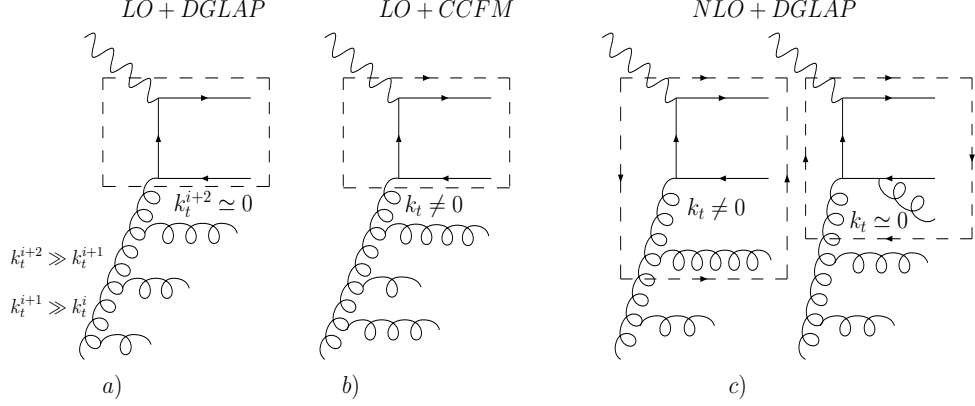 LO + DGLAP
LO + CCFM
NLO + DGLAP
k_t^{i+2} ≃ 0
k_t ≠ 0
k_t ≠ 0
k_t ≃ 0
k_t^{i+2} ≫ k_t^{i+1}
k_t^{i+1} ≫ k_t^i
a)
b)
c)